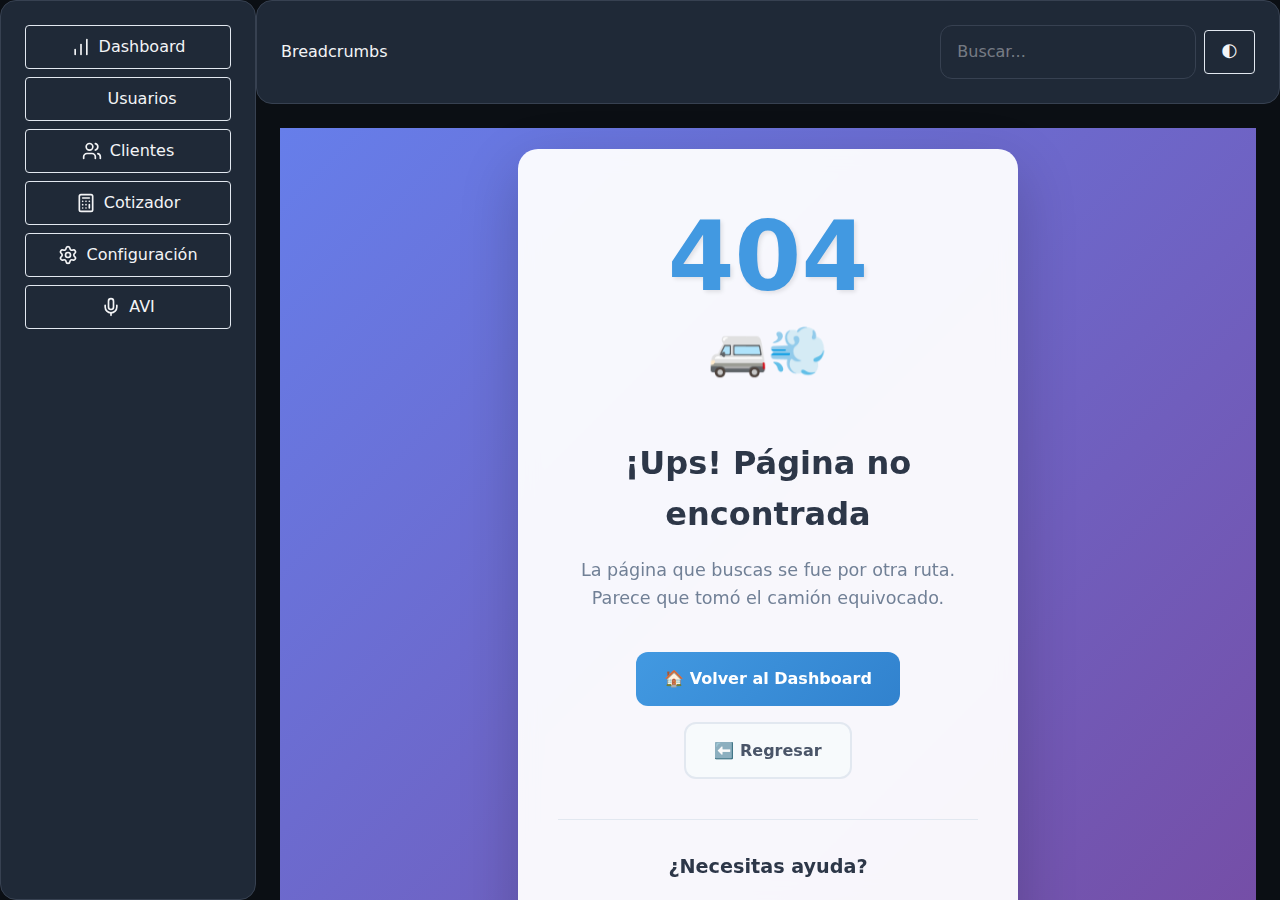 Dashboard
Usuarios
Clientes
Cotizador
Configuración
AVI
Breadcrumbs
Buscar...
404
¡Ups! Página no
encontrada
La página que buscas se fue por otra ruta.
Parece que tomó el camión equivocado.
🏠 Volver al Dashboard
⬅️ Regresar
¿Necesitas ayuda?